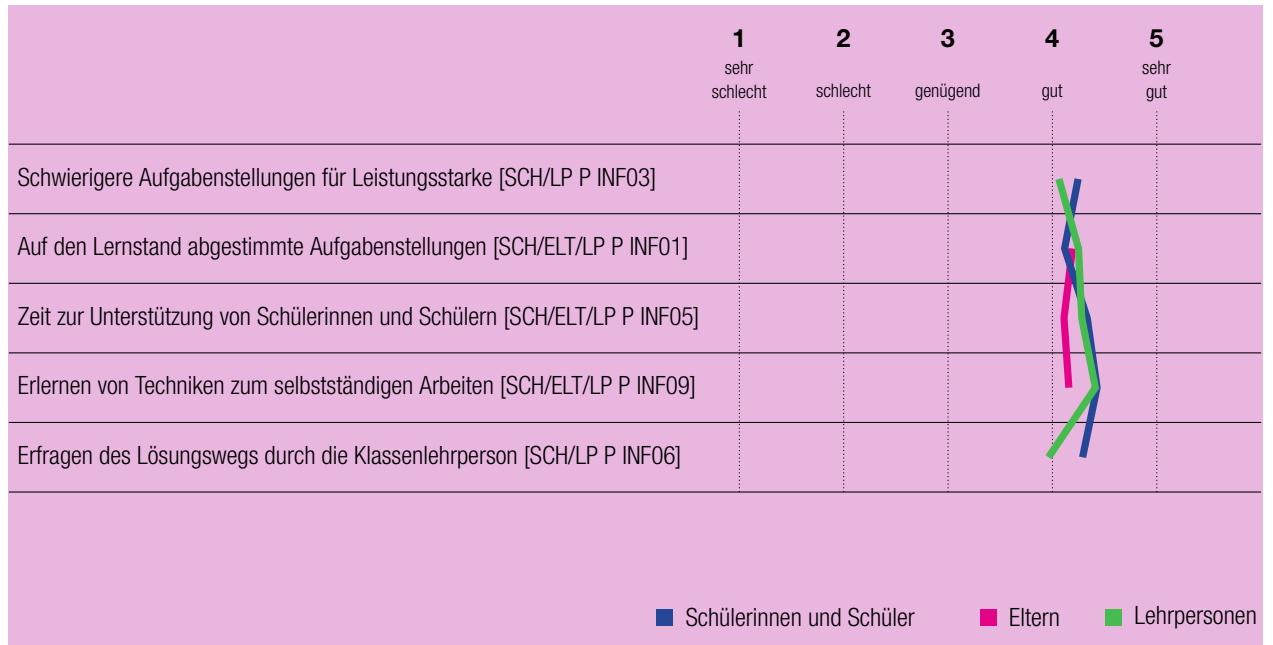 1 2 3 4 5
sehr schlecht schlecht genügend gut sehr gut
Schwierigere Aufgabenstellungen für Leistungsstarke [SCH/LP P INF03]
Auf den Lernstand abgestimmte Aufgabenstellungen [SCH/ELT/LP P INF01]
Zeit zur Unterstützung von Schülerinnen und Schülern [SCH/ELT/LP P INF05]
Erlernen von Techniken zum selbstständigen Arbeiten [SCH/ELT/LP P INF09]
Erfragen des Lösungswegs durch die Klassenlehrperson [SCH/LP P INF06]
Schülerinnen und Schüler Eltern Lehrpersonen